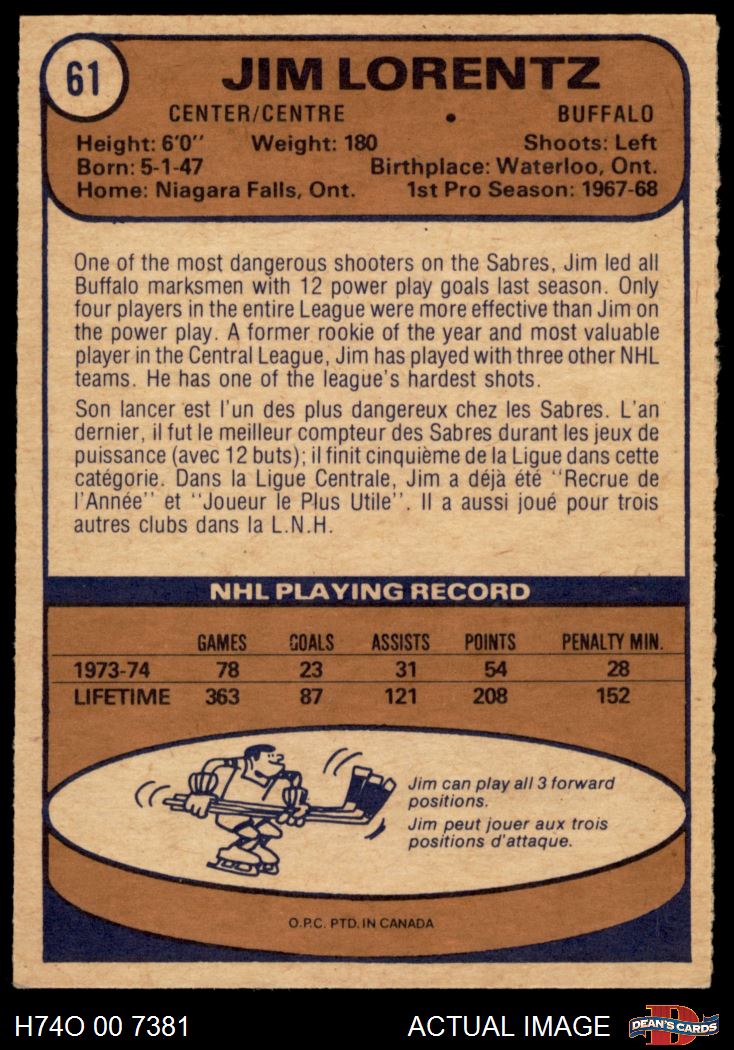 61
JIM LORENTZ
CENTER/CENTRE • BUFFALO
Height: 6'0'' Weight: 180 Shoots: Left
Born: 5-1-47 Birthplace: Waterloo, Ont.
Home: Niagara Falls, Ont. 1st Pro Season: 1967-68
One of the most dangerous shooters on the Sabres, Jim led all
Buffalo marksmen with 12 power play goals last season. Only
four players in the entire League were more effective than Jim on
the power play. A former rookie of the year and most valuable
player in the Central League, Jim has played with three other NHL
teams. He has one of the league's hardest shots.
Son lancer est l'un des plus dangereux chez les Sabres. L'an
dernier, il fut le meilleur compteur des Sabres durant les jeux de
puissance (avec 12 buts); il finit cinquième de la Ligue dans cette
catégorie. Dans la Ligue Centrale, Jim a déjà été ''Recrue de
l'Année'' et ''Joueur le Plus Utile''. Il a aussi joué pour trois
autres clubs dans la L.N.H.
NHL PLAYING RECORD
GAMES GOALS ASSISTS POINTS PENALTY MIN.
1973-74 78 23 31 54 28
LIFETIME 363 87 121 208 152
Jim can play all 3 forward
positions.
Jim peut jouer aux trois
positions d'attaque.
O.P.C. PTD. IN CANADA
H74O 00 7381 ACTUAL IMAGE DEAN'S CARDS